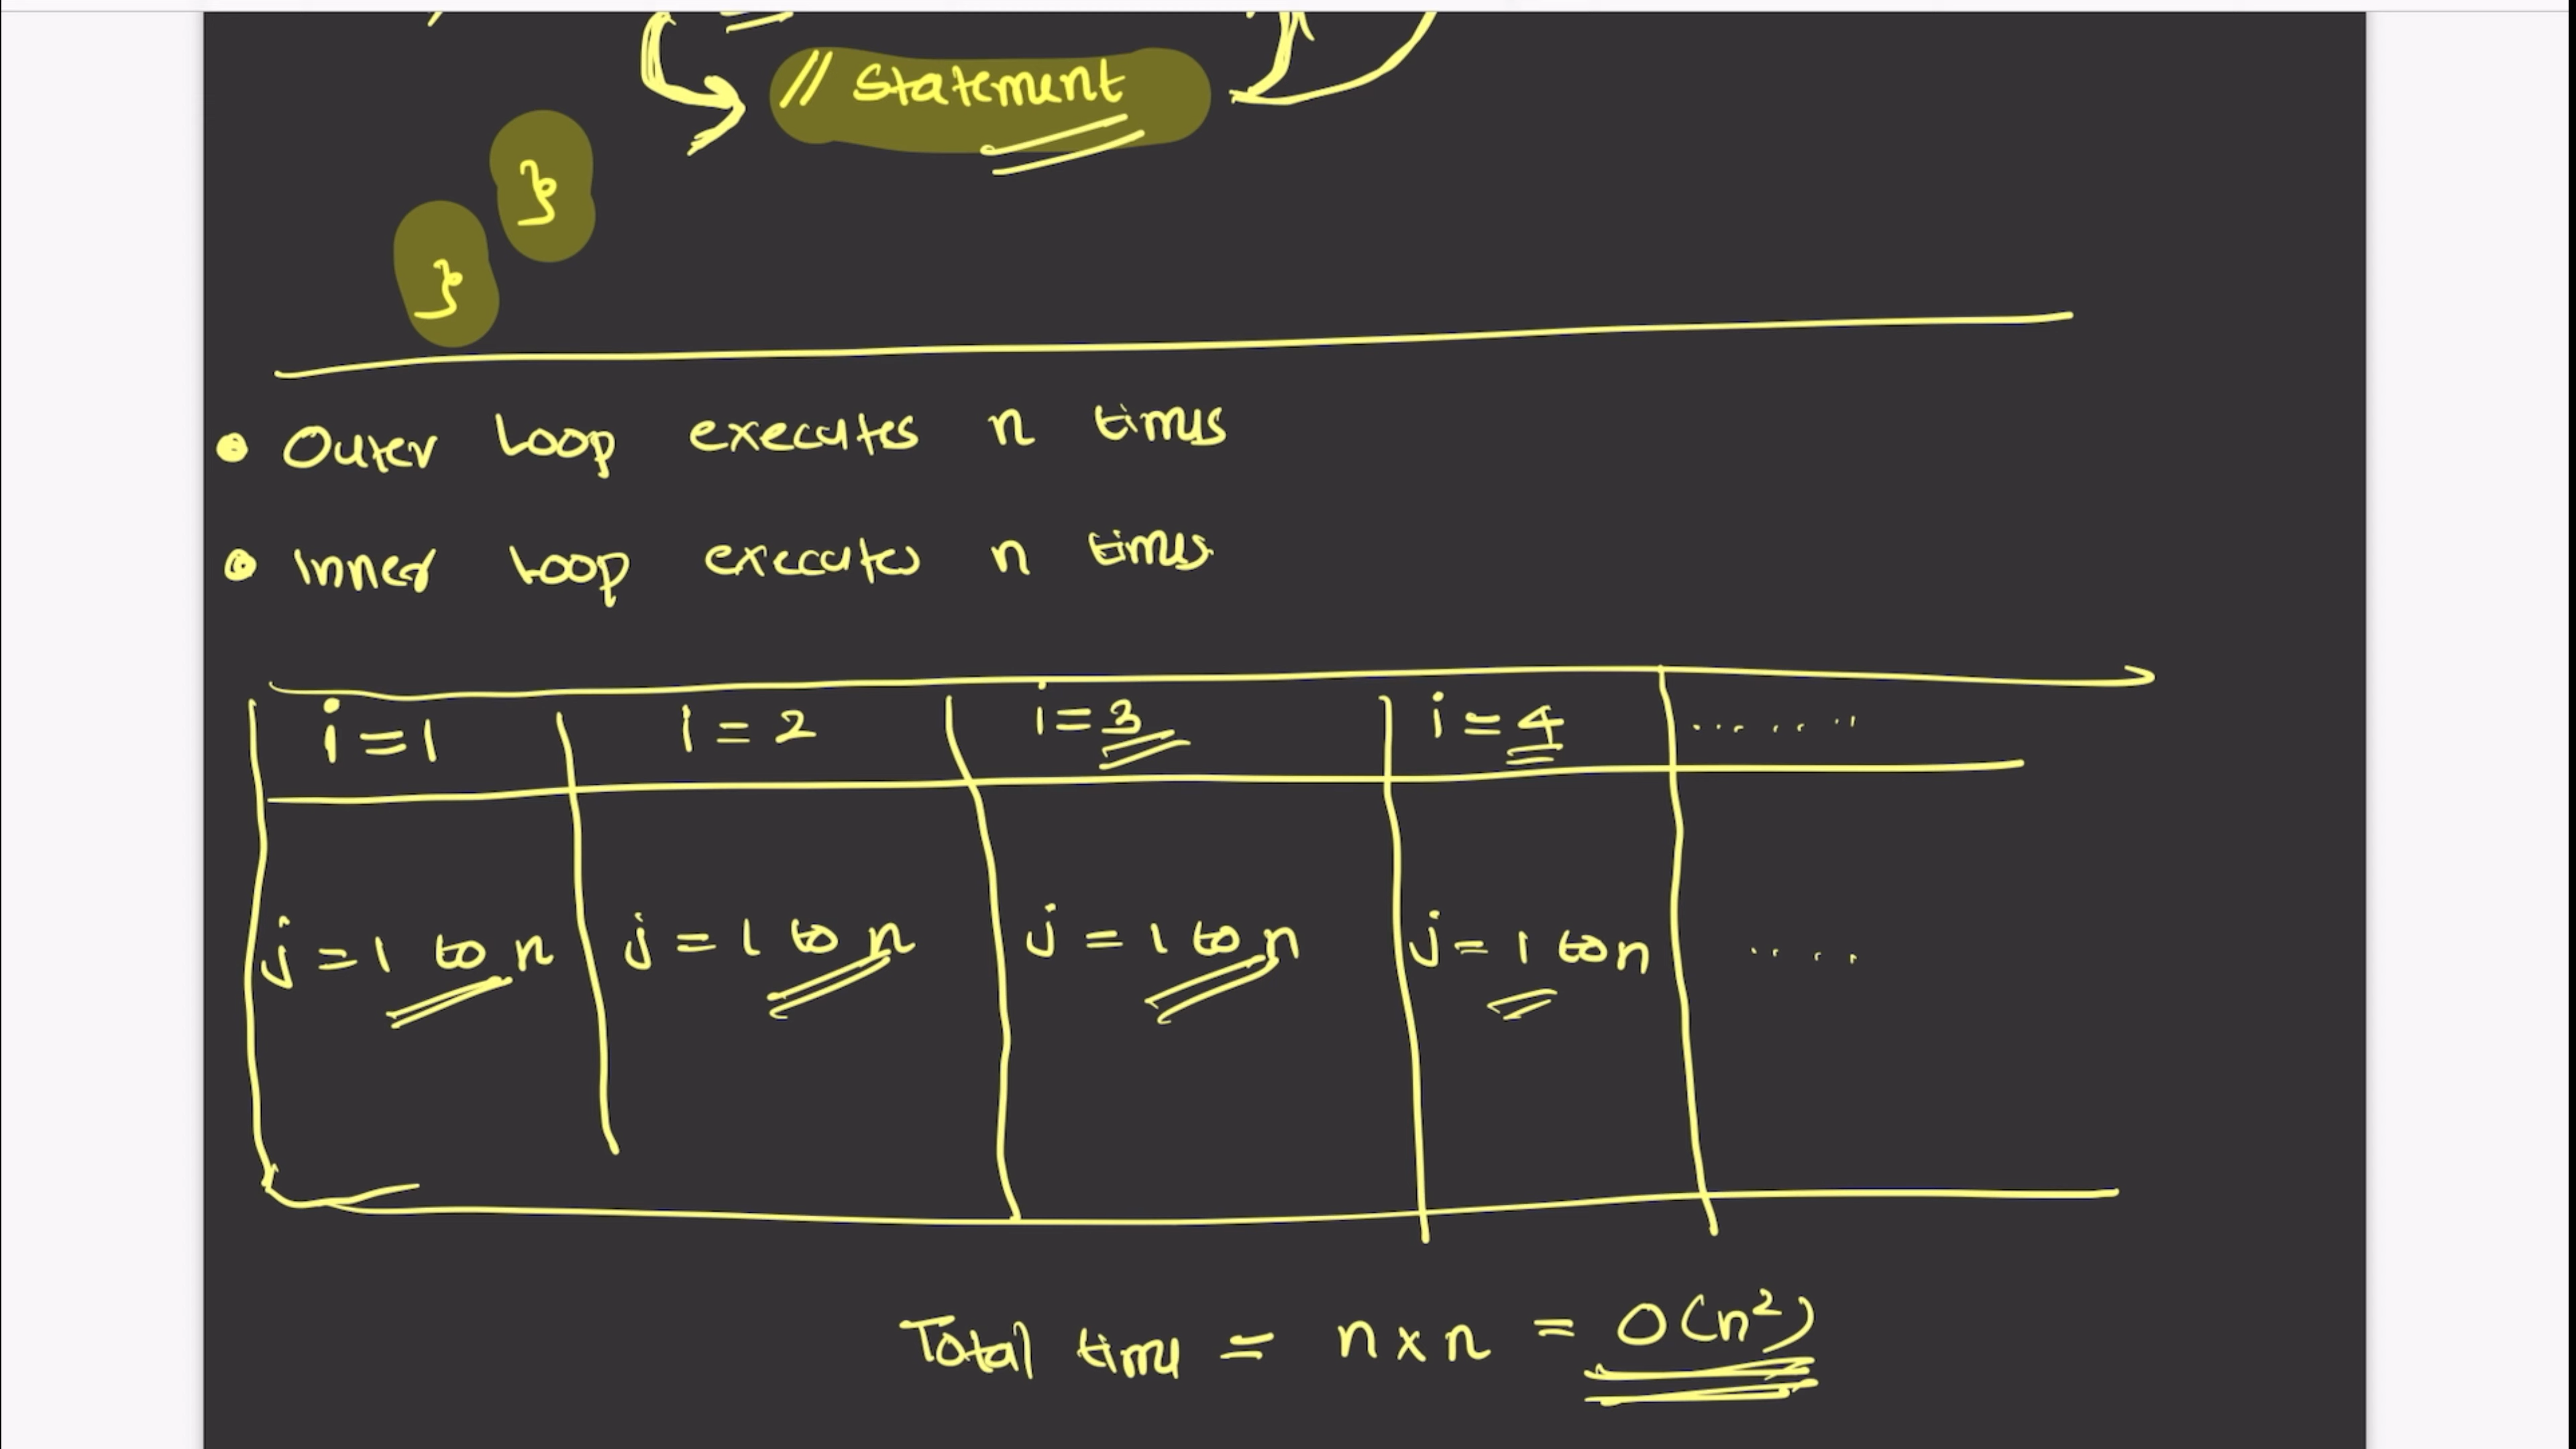 // Statement
}
}
• Outer Loop executes n times
• Inner Loop executes n times
i = 1 i = 2 i = 3 i = 4 .......
j = 1 to n j = 1 to n j = 1 to n j = 1 to n .....
Total time = n x n = O(n²)